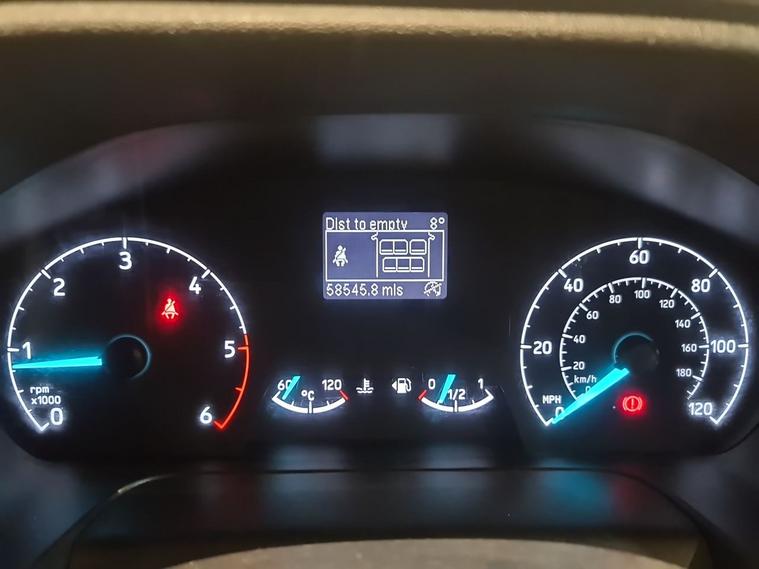 Dist to empty 8°
58545.8 mls
0 1 2 3 4 5 6
rpm
x1000
60 120
°C
0 1/2 1
0 20 40 60 80 100 120
MPH
0 20 40 60 80 100 120 140 160 180
km/h